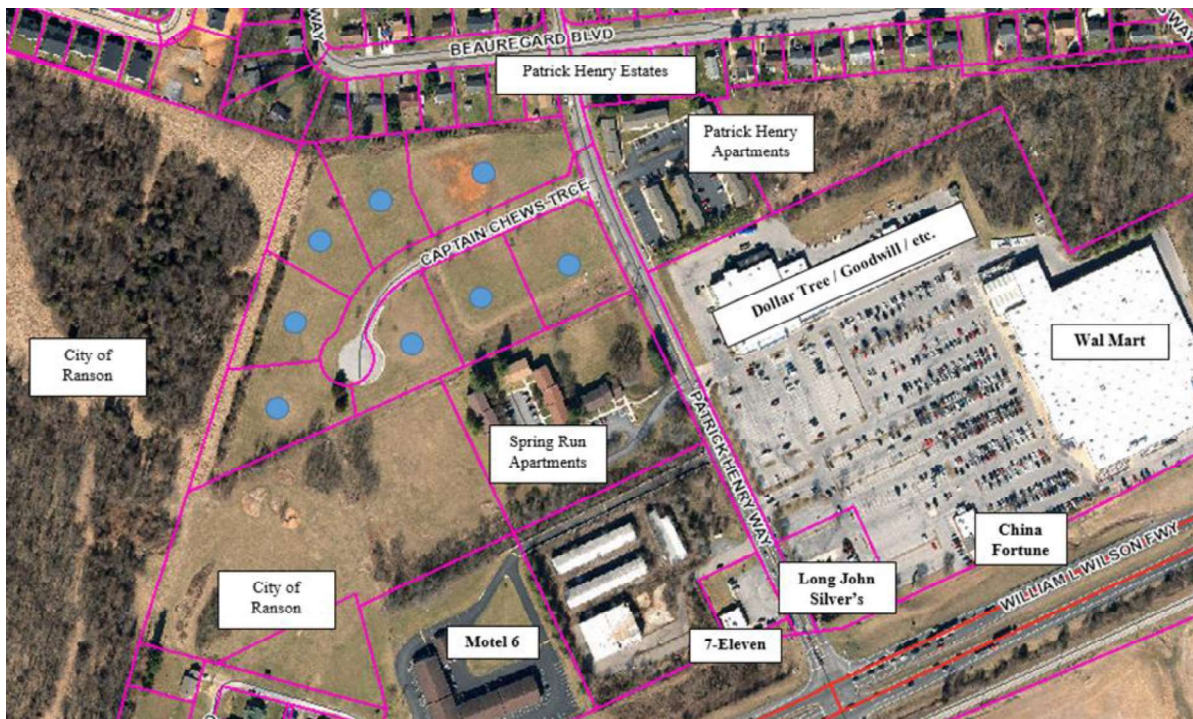 WAY
BEAUREGARD BLVD
WAY
Patrick Henry Estates
Patrick Henry
Apartments
CAPTAIN CHEWS TRCE
Dollar Tree / Goodwill / etc.
Wal Mart
City of
Ranson
PATRICK HENRY WAY
Spring Run
Apartments
China
Fortune
WILLIAM L WILSON FWY
Long John
Silver's
City of
Ranson
Motel 6
7-Eleven